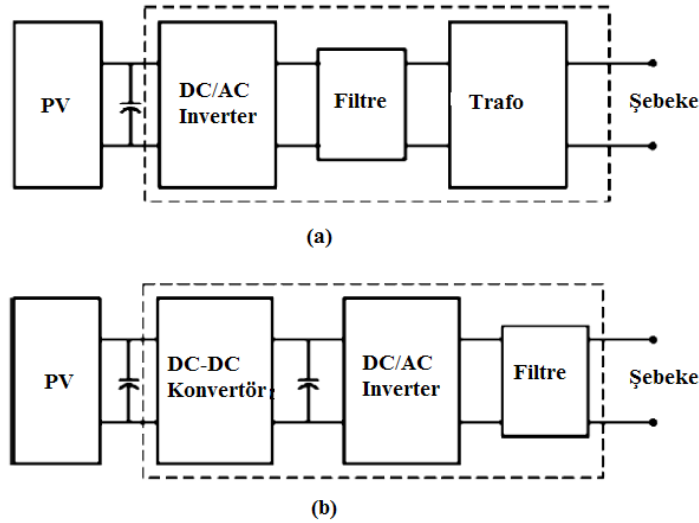 PV
DC/AC
Inverter
Filtre
Trafo
Şebeke
(a)
PV
DC-DC
Konvertör
DC/AC
Inverter
Filtre
Şebeke
(b)